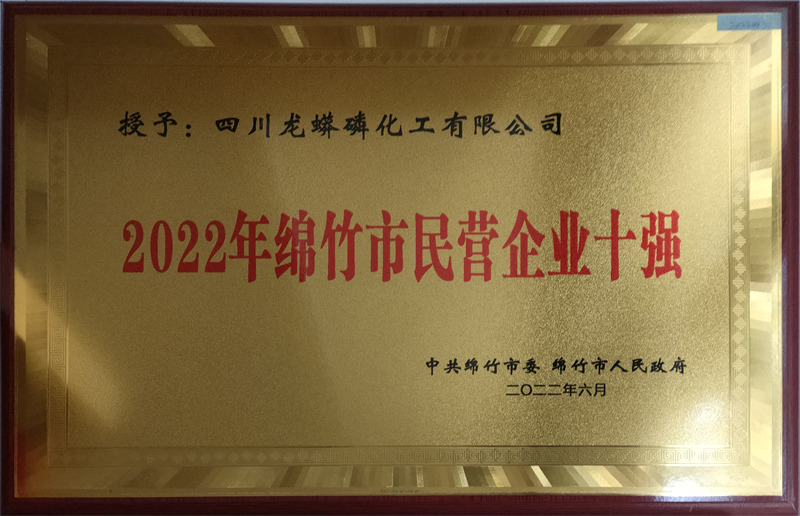 授予：四川龙蟒磷化工有限公司
2022年绵竹市民营企业十强
中共绵竹市委 绵竹市人民政府
二〇二二年六月